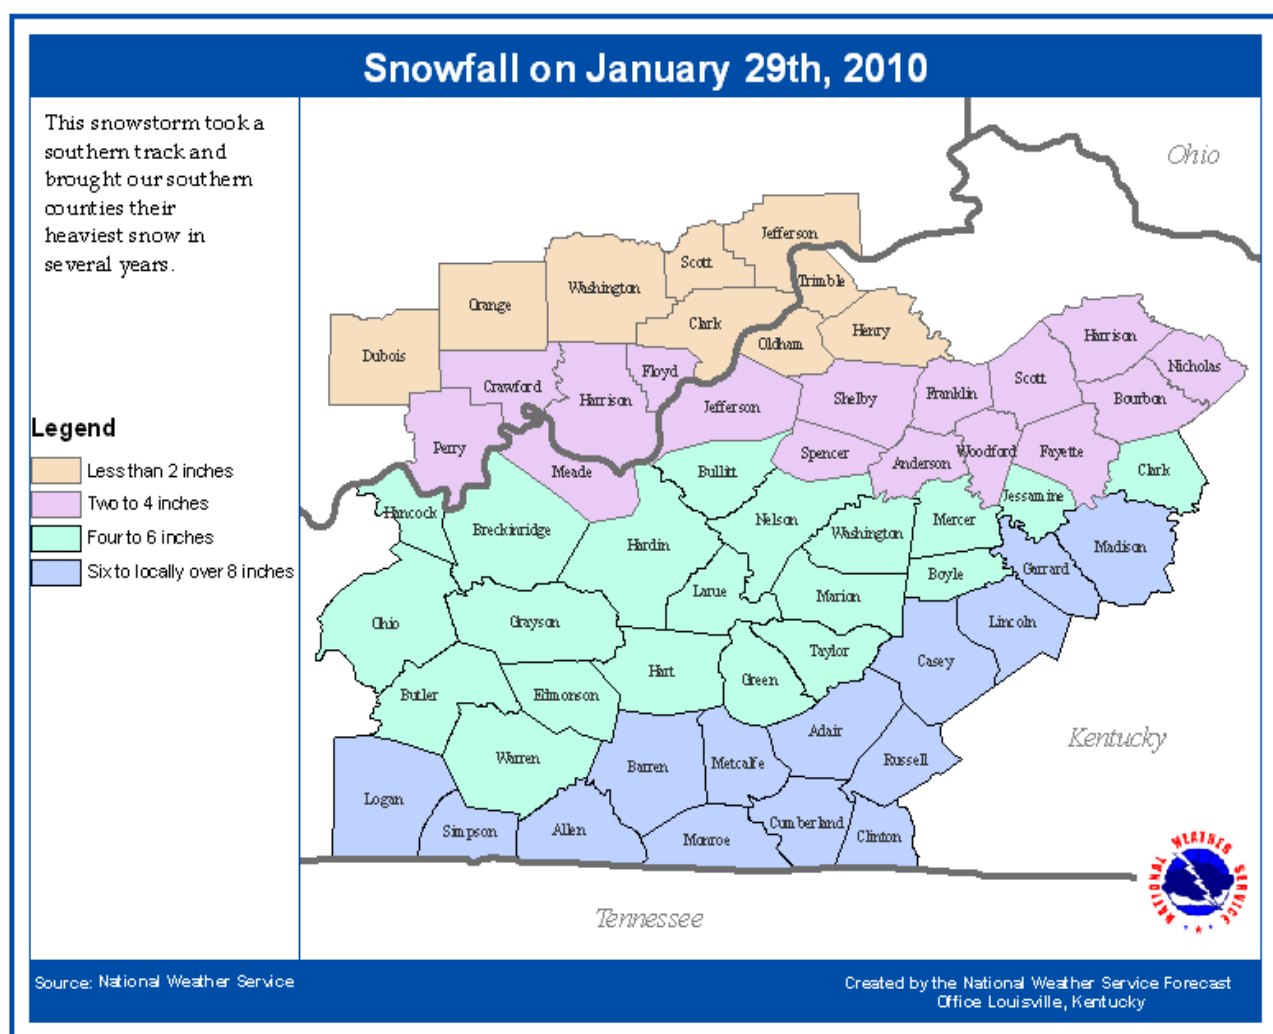 Snowfall on January 29th, 2010
This snowstorm took a
southern track and
brought our southern
counties their
heaviest snow in
several years.
Legend
Less than 2 inches
Two to 4 inches
Four to 6 inches
Six to locally over 8 inches
Ohio
Jefferson
Scott
Trimble
Washington
Orange
Clark
Henry
Oldham
Dubois
Harrison
Nicholas
Floyd
Crawford
Scott
Franklin
Shelby
Harrison
Jefferson
Bourbon
Perry
Spencer
Woodford
Fayette
Anderson
Meade
Bullitt
Clark
Jessamine
Hancock
Nelson
Mercer
Breckinridge
Washington
Hardin
Madison
Garrard
Boyle
Larue
Marion
Ohio
Grayson
Lincoln
Taylor
Casey
Hart
Green
Butler
Edmonson
Adair
Kentucky
Warren
Barren
Metcalfe
Russell
Logan
Simpson
Allen
Cumberland
Monroe
Clinton
NATIONAL WEATHER SERVICE
Tennessee
Source: National Weather Service
Created by the National Weather Service Forecast
Office Louisville, Kentucky